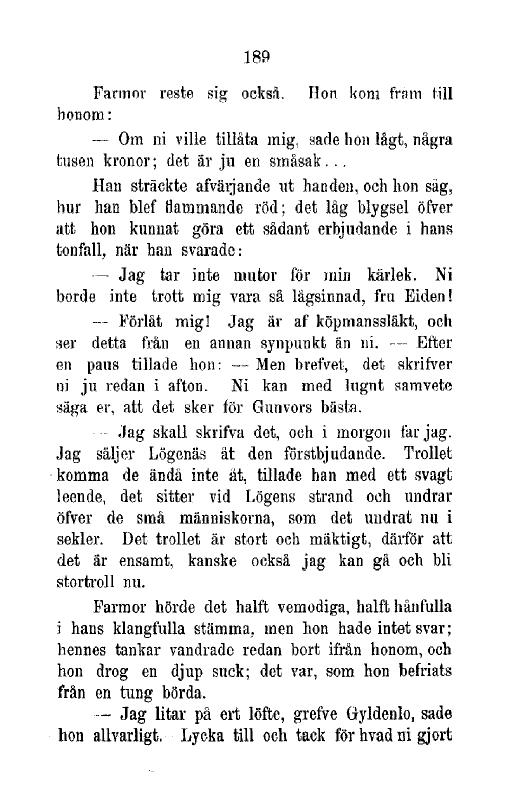 189
Farmor reste sig också. Hon kom fram till
honom:
— Om ni ville tillåta mig, sade hon lågt, några
tusen kronor; det är ju en småsak...
Han sträckte afvärjande ut handen, och hon såg,
hur han blef flammande röd; det låg blygsel öfver
att hon kunnat göra ett sådant erbjudande i hans
tonfall, när han svarade:
— Jag tar inte mutor för min kärlek. Ni
borde inte trott mig vara så lågsinnad, fru Eiden!
— Förlåt mig! Jag är af köpmanssläkt, och
ser detta från en annan synpunkt än ni. — Efter
en paus tillade hon: — Men brefvet, det skrifver
ni ju redan i afton. Ni kan med lugnt samvete
säga er, att det sker för Gunvors bästa.
— Jag skall skrifva det, och i morgon far jag.
Jag säljer Lögenäs åt den förstbjudande. Trollet
komma de ändå inte åt, tillade han med ett svagt
leende, det sitter vid Lögens strand och undrar
öfver de små människorna, som det undrat nu i
sekler. Det trollet är stort och mäktigt, därför att
det är ensamt, kanske också jag kan gå och bli
stortroll nu.
Farmor hörde det halft vemodiga, halft hånfulla
i hans klangfulla stämma, men hon hade intet svar;
hennes tankar vandrade redan bort ifrån honom, och
hon drog en djup suck; det var, som hon befriats
från en tung börda.
— Jag litar på ert löfte, grefve Gyldenlo, sade
hon allvarligt. Lycka till och tack för hvad ni gjort